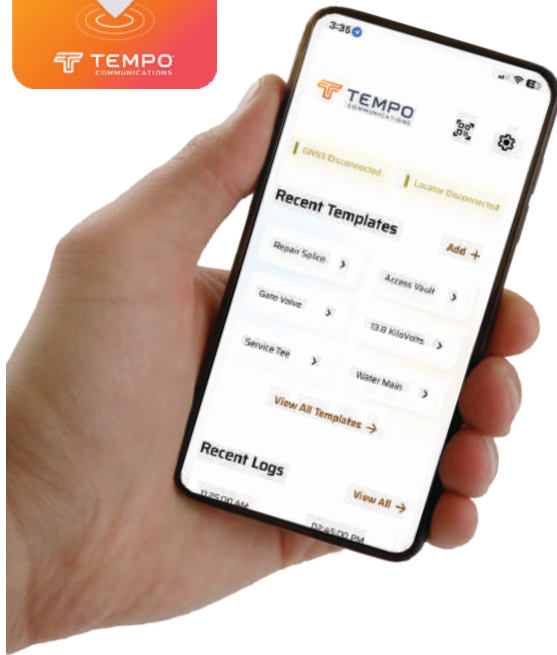 TEMPO
COMMUNICATIONS
3:35
TEMPO
COMMUNICATIONS
GNSS Disconnected
Locator Disconnected
Recent Templates
Add +
Repair Splice
Access Vault
Gate Valve
13.8 KiloVolts
Service Tee
Water Main
View All Templates →
Recent Logs
View All →
11:25:00 AM
02:45:00 PM